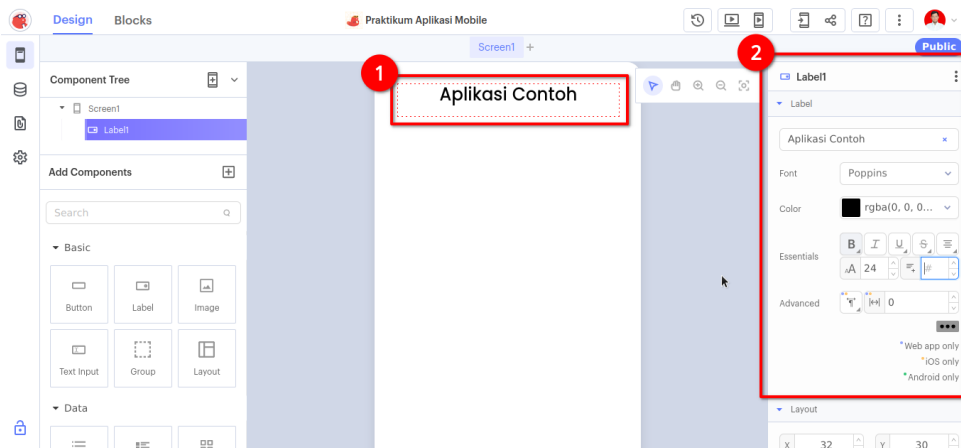 Design Blocks Praktikum Aplikasi Mobile
Screen1 +
Public
1
2
Component Tree
Screen1
Label1
Add Components
Search
Basic
Button Label Image
Text Input Group Layout
Data
Aplikasi Contoh
Label1
Label
Aplikasi Contoh ×
Font Poppins
Color rgba(0, 0, 0...
Essentials B I U S
AA 24 #
Advanced 0
*Web app only
*iOS only
*Android only
Layout
X 32 Y 30